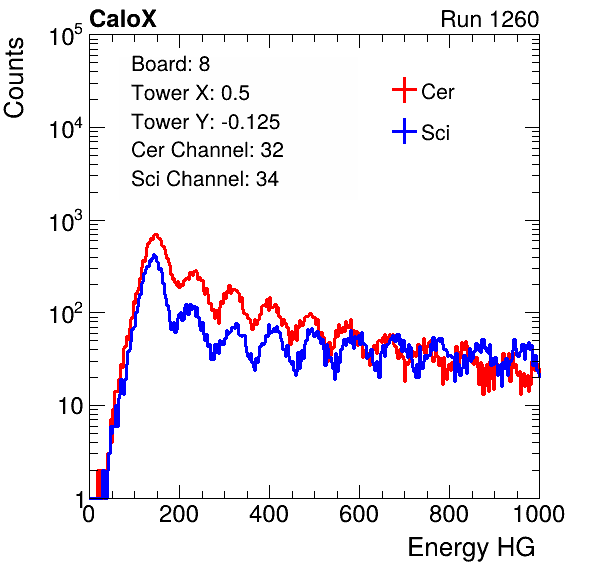 CaloX Run 1260
Counts
Board: 8
Tower X: 0.5
Tower Y: -0.125
Cer Channel: 32
Sci Channel: 34
Cer
Sci
10^5
10^4
10^3
10^2
10
1
0 200 400 600 800 1000
Energy HG